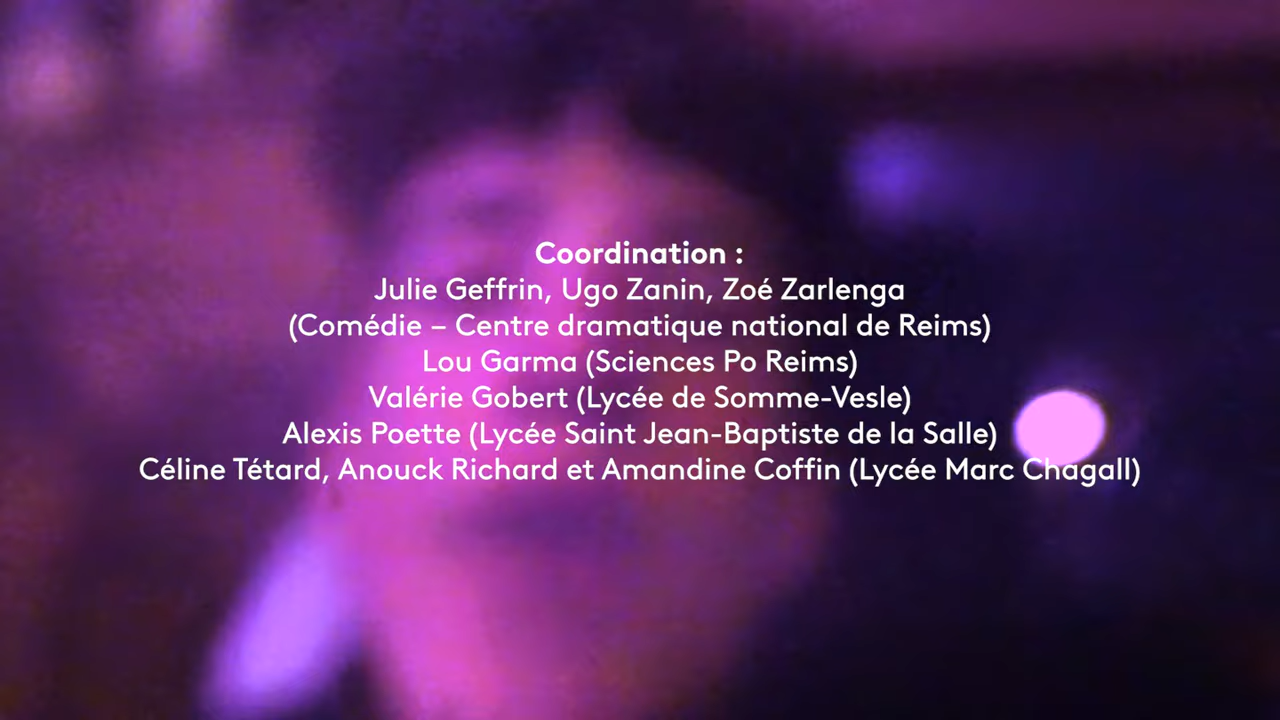 Coordination :
Julie Geffrin, Ugo Zanin, Zoé Zarlenga
(Comédie – Centre dramatique national de Reims)
Lou Garma (Sciences Po Reims)
Valérie Gobert (Lycée de Somme-Vesle)
Alexis Poette (Lycée Saint Jean-Baptiste de la Salle)
Céline Tétard, Anouck Richard et Amandine Coffin (Lycée Marc Chagall)